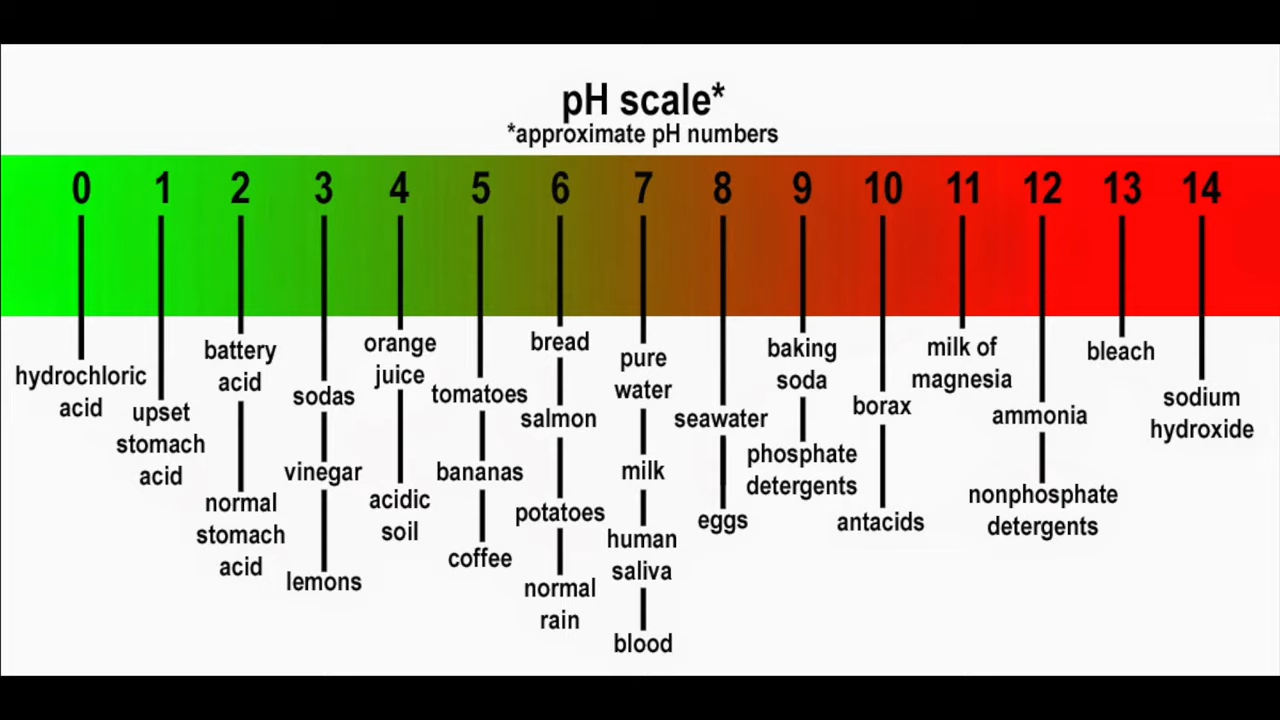 pH scale*
*approximate pH numbers
0 1 2 3 4 5 6 7 8 9 10 11 12 13 14
hydrochloric
acid
upset
stomach
acid
battery
acid
normal
stomach
acid
sodas
vinegar
lemons
orange
juice
acidic
soil
tomatoes
bananas
coffee
bread
salmon
potatoes
normal
rain
pure
water
milk
human
saliva
blood
seawater
eggs
baking
soda
phosphate
detergents
borax
antacids
milk of
magnesia
ammonia
nonphosphate
detergents
bleach
sodium
hydroxide